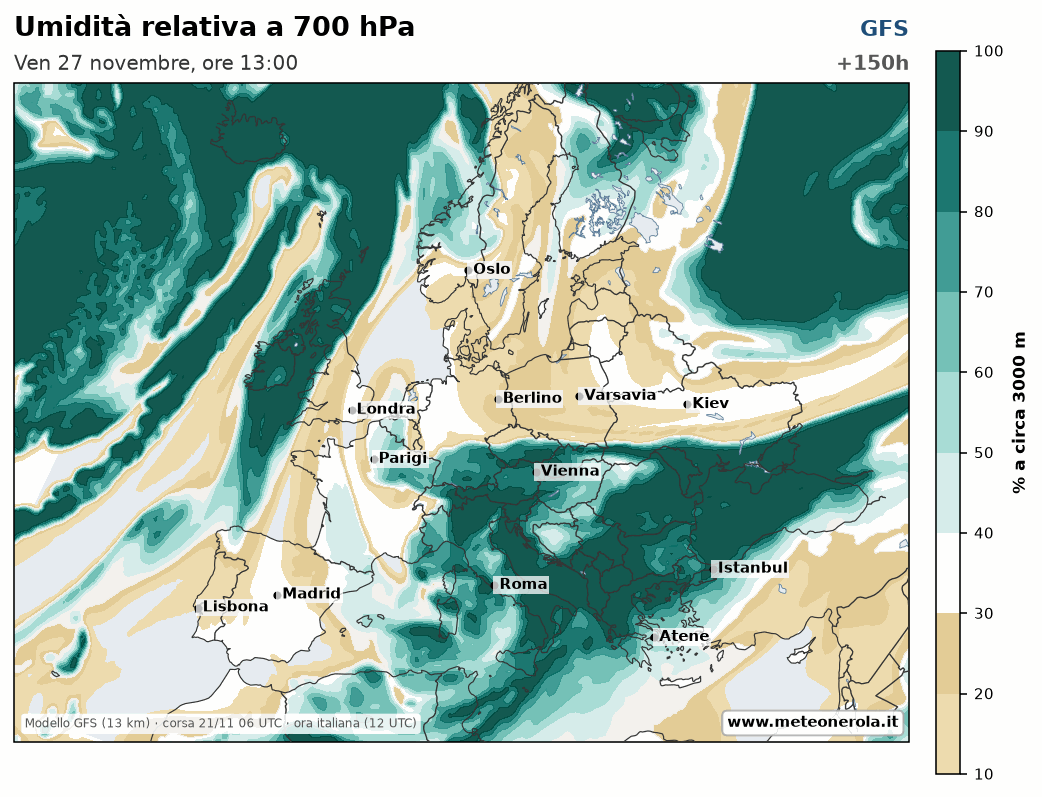 Umidità relativa a 700 hPa
GFS
Ven 27 novembre, ore 13:00
+150h
100
90
80
70
60
50
40
30
20
10
% a circa 3000 m
Oslo
Londra
Berlino
Varsavia
Kiev
Parigi
Vienna
Roma
Istanbul
Madrid
Lisbona
Atene
Modello GFS (13 km) · corsa 21/11 06 UTC · ora italiana (12 UTC)
www.meteonerola.it